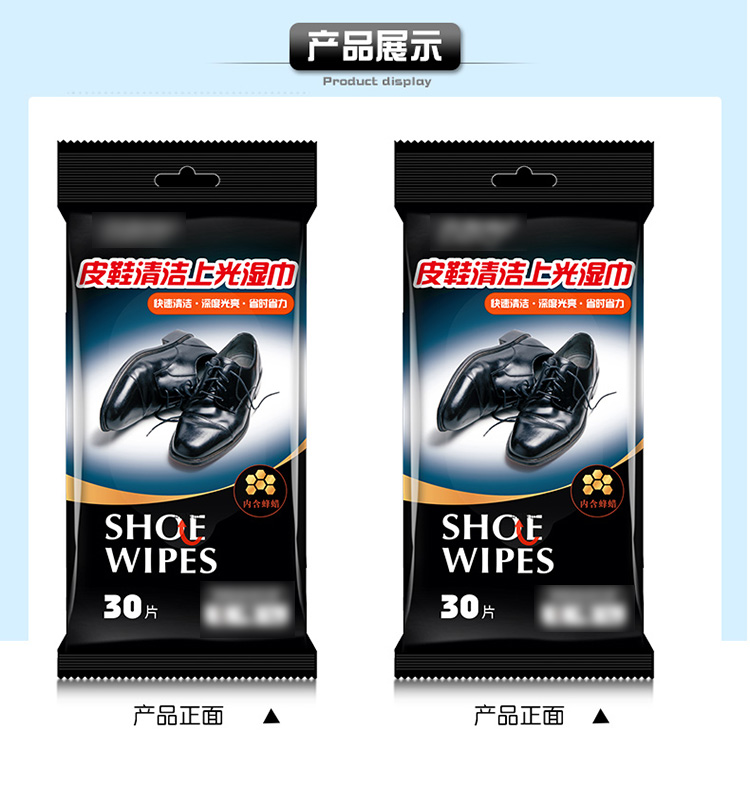 产品展示
Product display
皮鞋清洁上光湿巾
快速清洁·深度光亮·省时省力
内含蜂蜡
SHOE
WIPES
30片
产品正面
皮鞋清洁上光湿巾
快速清洁·深度光亮·省时省力
内含蜂蜡
SHOE
WIPES
30片
产品正面